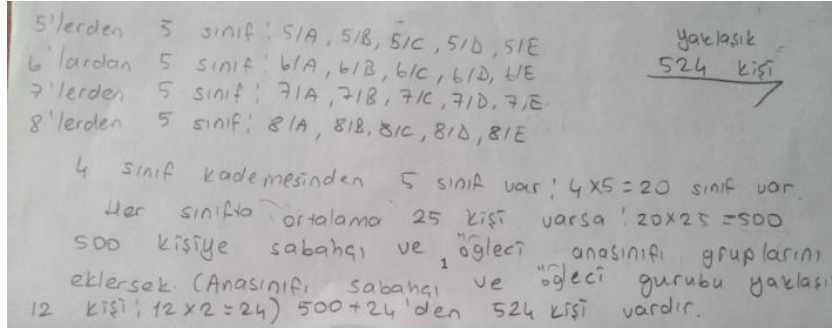 5'lerden 5 sınıf: 5/A, 5/B, 5/C, 5/D, 5/E
6'lardan 5 sınıf: 6/A, 6/B, 6/C, 6/D, 6/E
7'lerden 5 sınıf: 7/A, 7/B, 7/C, 7/D, 7/E
8'lerden 5 sınıf: 8/A, 8/B, 8/C, 8/D, 8/E
yaklaşık
524 kişi
4 sınıf kademesinden 5 sınıf var: 4x5=20 sınıf var.
Her sınıfta ortalama 25 kişi varsa: 20x25=500
500 kişiye sabahçı ve öğleci anasınıfı gruplarını
eklersek. (Anasınıfı sabahçı ve öğleci gurubu yaklaşı
12 kişi: 12x2=24) 500+24'den 524 kişi vardır.